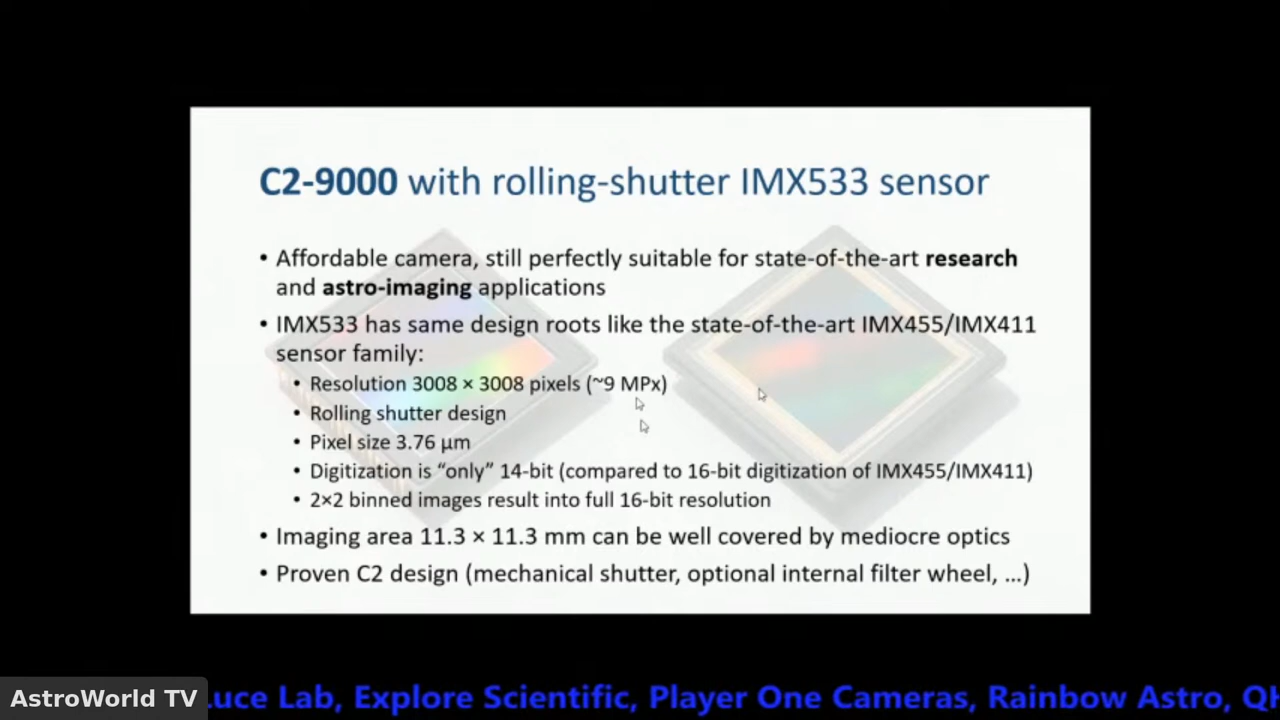 C2-9000 with rolling-shutter IMX533 sensor
• Affordable camera, still perfectly suitable for state-of-the-art research
and astro-imaging applications
• IMX533 has same design roots like the state-of-the-art IMX455/IMX411
sensor family:
• Resolution 3008 × 3008 pixels (~9 MPx)
• Rolling shutter design
• Pixel size 3.76 µm
• Digitization is “only” 14-bit (compared to 16-bit digitization of IMX455/IMX411)
• 2×2 binned images result into full 16-bit resolution
• Imaging area 11.3 × 11.3 mm can be well covered by mediocre optics
• Proven C2 design (mechanical shutter, optional internal filter wheel, …)
AstroWorld TV
Lab, Explore Scientific, Player One Cameras, Rainbow Astro,